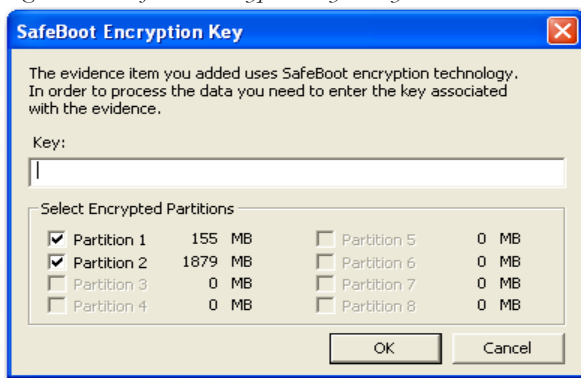 SafeBoot Encryption Key
The evidence item you added uses SafeBoot encryption technology.
In order to process the data you need to enter the key associated
with the evidence.
Key:
Select Encrypted Partitions
Partition 1 155 MB Partition 5 0 MB
Partition 2 1879 MB Partition 6 0 MB
Partition 3 0 MB Partition 7 0 MB
Partition 4 0 MB Partition 8 0 MB
OK Cancel